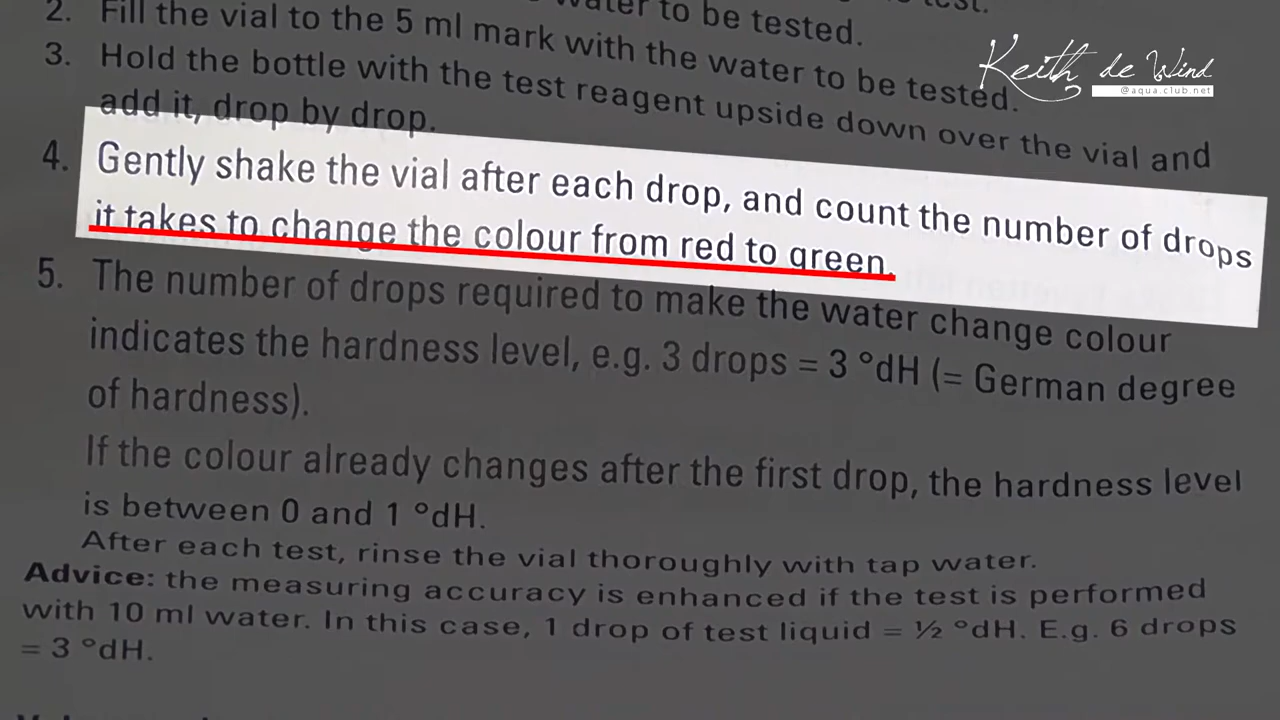 water to be tested. test.
2. Fill the vial to the 5 ml mark with the water to be tested.
3. Hold the bottle with the test reagent upside down over the vial and
add it, drop by drop.
4. Gently shake the vial after each drop, and count the number of drops
it takes to change the colour from red to green.
5. The number of drops required to make the water change colour
indicates the hardness level, e.g. 3 drops = 3 °dH (= German degree
of hardness).
If the colour already changes after the first drop, the hardness level
is between 0 and 1 °dH.
After each test, rinse the vial thoroughly with tap water.
Advice: the measuring accuracy is enhanced if the test is performed
with 10 ml water. In this case, 1 drop of test liquid = ½ °dH. E.g. 6 drops
= 3 °dH.
Keith de Wind
@aqua.club.net